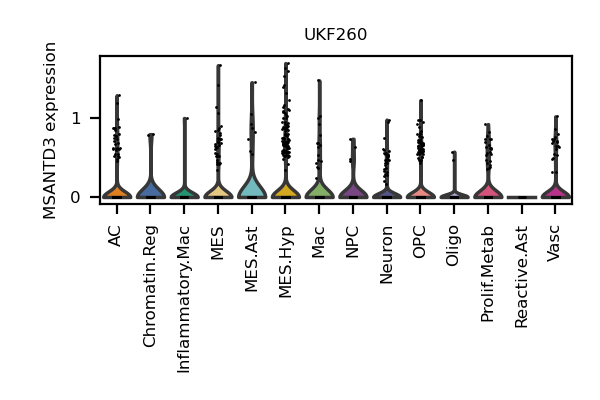 UKF260
MSANTD3 expression
1
0
AC
Chromatin.Reg
Inflammatory.Mac
MES
MES.Ast
MES.Hyp
Mac
NPC
Neuron
OPC
Oligo
Prolif.Metab
Reactive.Ast
Vasc